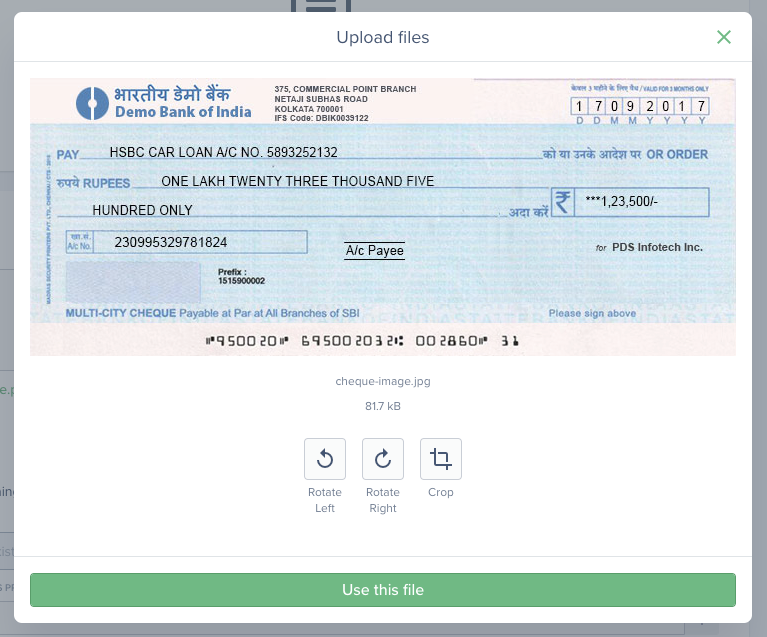 Upload files
भारतीय डेमो बैंक
Demo Bank of India
375, COMMERCIAL POINT BRANCH
NETAJI SUBHAS ROAD
KOLKATA 700001
IFS Code: DBIK0039122
केवल 3 महीने के लिए वैध / VALID FOR 3 MONTHS ONLY
1 7 0 9 2 0 1 7
D D M M Y Y Y Y
PAY HSBC CAR LOAN A/C NO. 5893252132 को या उनके आदेश पर OR ORDER
रुपये RUPEES ONE LAKH TWENTY THREE THOUSAND FIVE
HUNDRED ONLY अदा करें ₹ ***1,23,500/-
खा.सं.
A/c No. 230995329781824
A/c Payee
for PDS Infotech Inc.
Prefix :
1515900002
MULTI-CITY CHEQUE Payable at Par at All Branches of SBI
Please sign above
⑈950020⑈ 695002032⑆ 002860⑈ 31
cheque-image.jpg
81.7 kB
Rotate Left
Rotate Right
Crop
Use this file